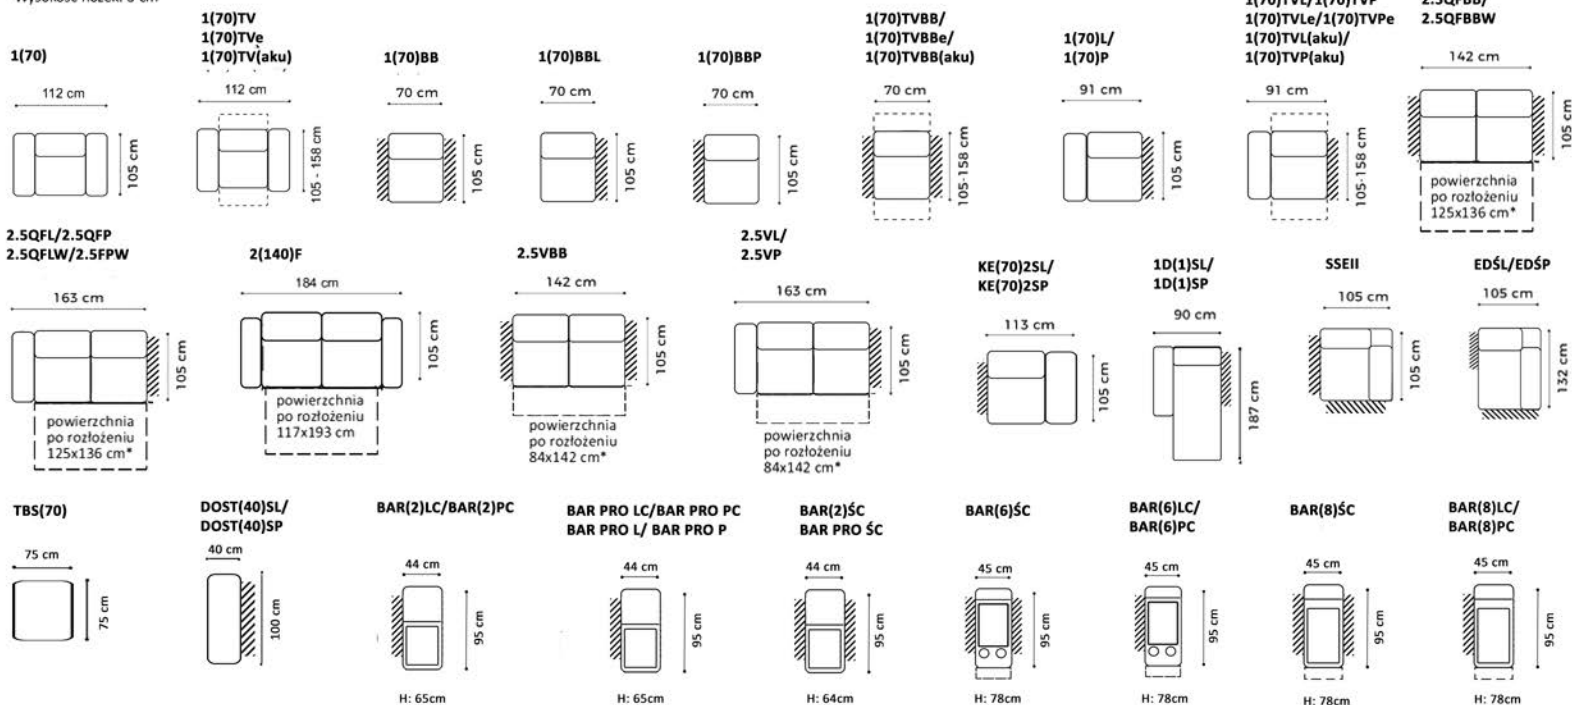 1(70)
112 cm
105 cm
1(70)TV
1(70)TVe
1(70)TV(aku)
112 cm
105 - 158 cm
1(70)BB
70 cm
105 cm
1(70)BBL
70 cm
105 cm
1(70)BBP
70 cm
105 cm
1(70)TVBB/
1(70)TVBBe/
1(70)TVBB(aku)
70 cm
105-158 cm
1(70)L/
1(70)P
91 cm
105 cm
1(70)TVL/1(70)TVP
1(70)TVLe/1(70)TVPe
1(70)TVL(aku)/
1(70)TVP(aku)
91 cm
105-158 cm
2.5QFBB/
2.5QFBBW
142 cm
105 cm
powierzchnia
po rozłożeniu
125x136 cm*
2.5QFL/2.5QFP
2.5QFLW/2.5FPW
163 cm
105 cm
powierzchnia
po rozłożeniu
125x136 cm*
2(140)F
184 cm
105 cm
powierzchnia
po rozłożeniu
117x193 cm
2.5VBB
142 cm
105 cm
powierzchnia
po rozłożeniu
84x142 cm*
2.5VL/
2.5VP
163 cm
105 cm
powierzchnia
po rozłożeniu
84x142 cm*
KE(70)2SL/
KE(70)2SP
113 cm
105 cm
1D(1)SL/
1D(1)SP
90 cm
187 cm
SSEII
105 cm
105 cm
EDŚL/EDŚP
105 cm
132 cm
TBS(70)
75 cm
75 cm
DOST(40)SL/
DOST(40)SP
40 cm
100 cm
BAR(2)LC/BAR(2)PC
44 cm
95 cm
H: 65cm
BAR PRO LC/BAR PRO PC
BAR PRO L/ BAR PRO P
44 cm
95 cm
H: 65cm
BAR(2)ŚC
BAR PRO ŚC
44 cm
95 cm
H: 64cm
BAR(6)ŚC
45 cm
95 cm
H: 78cm
BAR(6)LC/
BAR(6)PC
45 cm
95 cm
H: 78cm
BAR(8)ŚC
45 cm
95 cm
H: 78cm
BAR(8)LC/
BAR(8)PC
45 cm
95 cm
H: 78cm